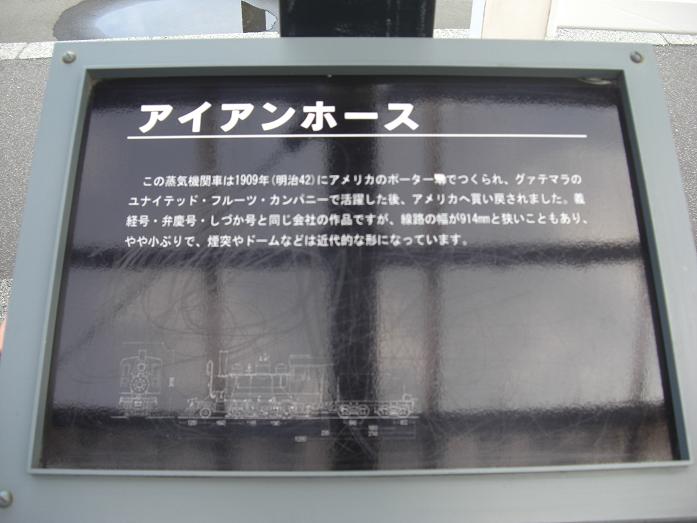 アイアンホース
この蒸気機関車は1909年(明治42)にアメリカのポーター でつくられ、グァテマラの
ユナイテッド・フルーツ・カンパニーで活躍した後、アメリカへ買い戻されました。義
経号・弁慶号・しづか号と同じ会社の作品ですが、線路の幅が914mmと狭いこともあり、
やや小ぶりで、煙突やドームなどは近代的な形になっています。